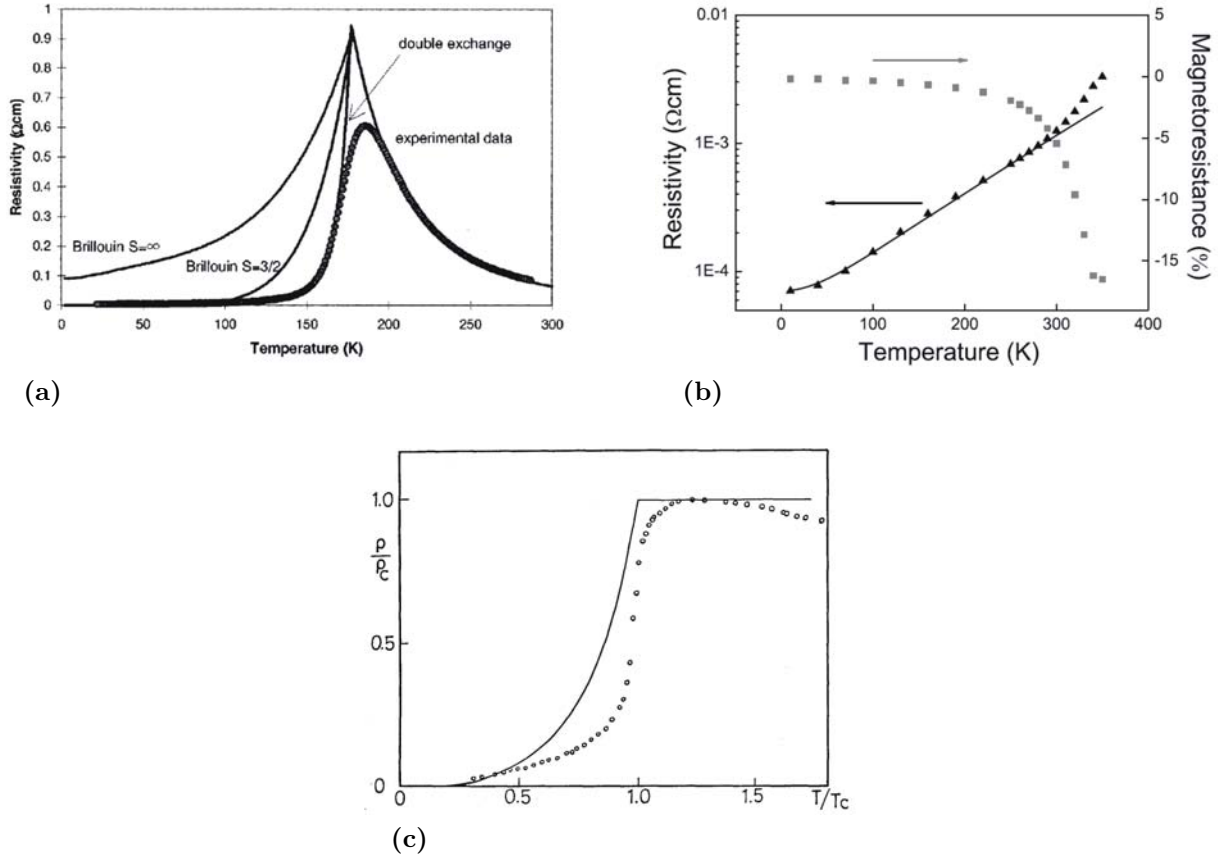 1
0.9
0.8
0.7
0.6
0.5
0.4
0.3
0.2
0.1
0
Resistivity (Ωcm)
double exchange
experimental data
Brillouin S=∞
Brillouin S=3/2
0 50 100 150 200 250 300
Temperature (K)
(a)
0.01
1E-3
1E-4
Resistivity (Ωcm)
5
0
-5
-10
-15
Magnetoresistance (%)
0 100 200 300 400
Temperature (K)
(b)
1.0
ρ
ρc
0.5
0
0 0.5 1.0 1.5 T/Tc
(c)